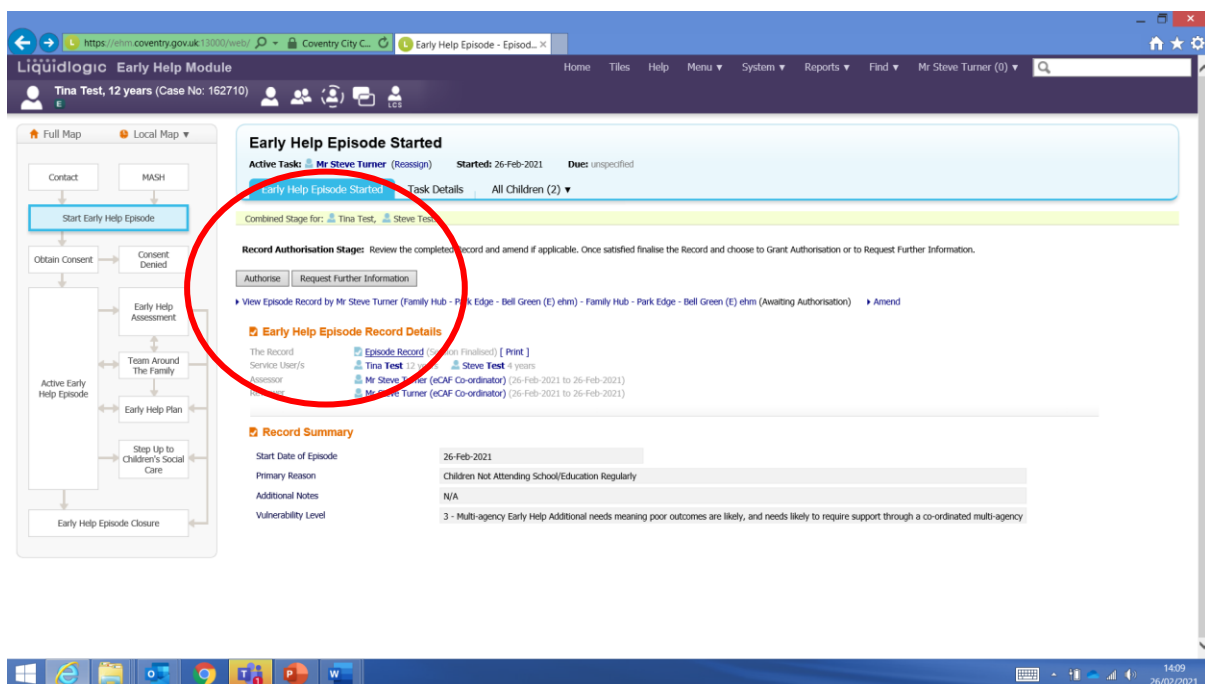 https://ehm.coventry.gov.uk:13000/web/ Coventry City C... Early Help Episode - Episod...
Liquidlogic Early Help Module Home Tiles Help Menu System Reports Find Mr Steve Turner (0)
Tina Test, 12 years (Case No: 162710)
E
LCS
Full Map Local Map
Contact MASH
Start Early Help Episode
Obtain Consent Consent Denied
Early Help Assessment
Team Around The Family
Active Early Help Episode
Early Help Plan
Step Up to Children's Social Care
Early Help Episode Closure
Early Help Episode Started
Active Task: Mr Steve Turner (Reassign) Started: 26-Feb-2021 Due: unspecified
Early Help Episode Started Task Details All Children (2)
Combined Stage for: Tina Test, Steve Test
Record Authorisation Stage: Review the completed Record and amend if applicable. Once satisfied finalise the Record and choose to Grant Authorisation or to Request Further Information.
Authorise Request Further Information
View Episode Record by Mr Steve Turner (Family Hub - Park Edge - Bell Green (E) ehm) - Family Hub - Park Edge - Bell Green (E) ehm (Awaiting Authorisation) Amend
Early Help Episode Record Details
The Record Episode Record (Session Finalised) [ Print ]
Service User/s Tina Test 12 years Steve Test 4 years
Assessor Mr Steve Turner (eCAF Co-ordinator) (26-Feb-2021 to 26-Feb-2021)
Mr Steve Turner (eCAF Co-ordinator) (26-Feb-2021 to 26-Feb-2021)
Record Summary
Start Date of Episode 26-Feb-2021
Primary Reason Children Not Attending School/Education Regularly
Additional Notes N/A
Vulnerability Level 3 - Multi-agency Early Help Additional needs meaning poor outcomes are likely, and needs likely to require support through a co-ordinated multi-agency
14:09
26/02/2021